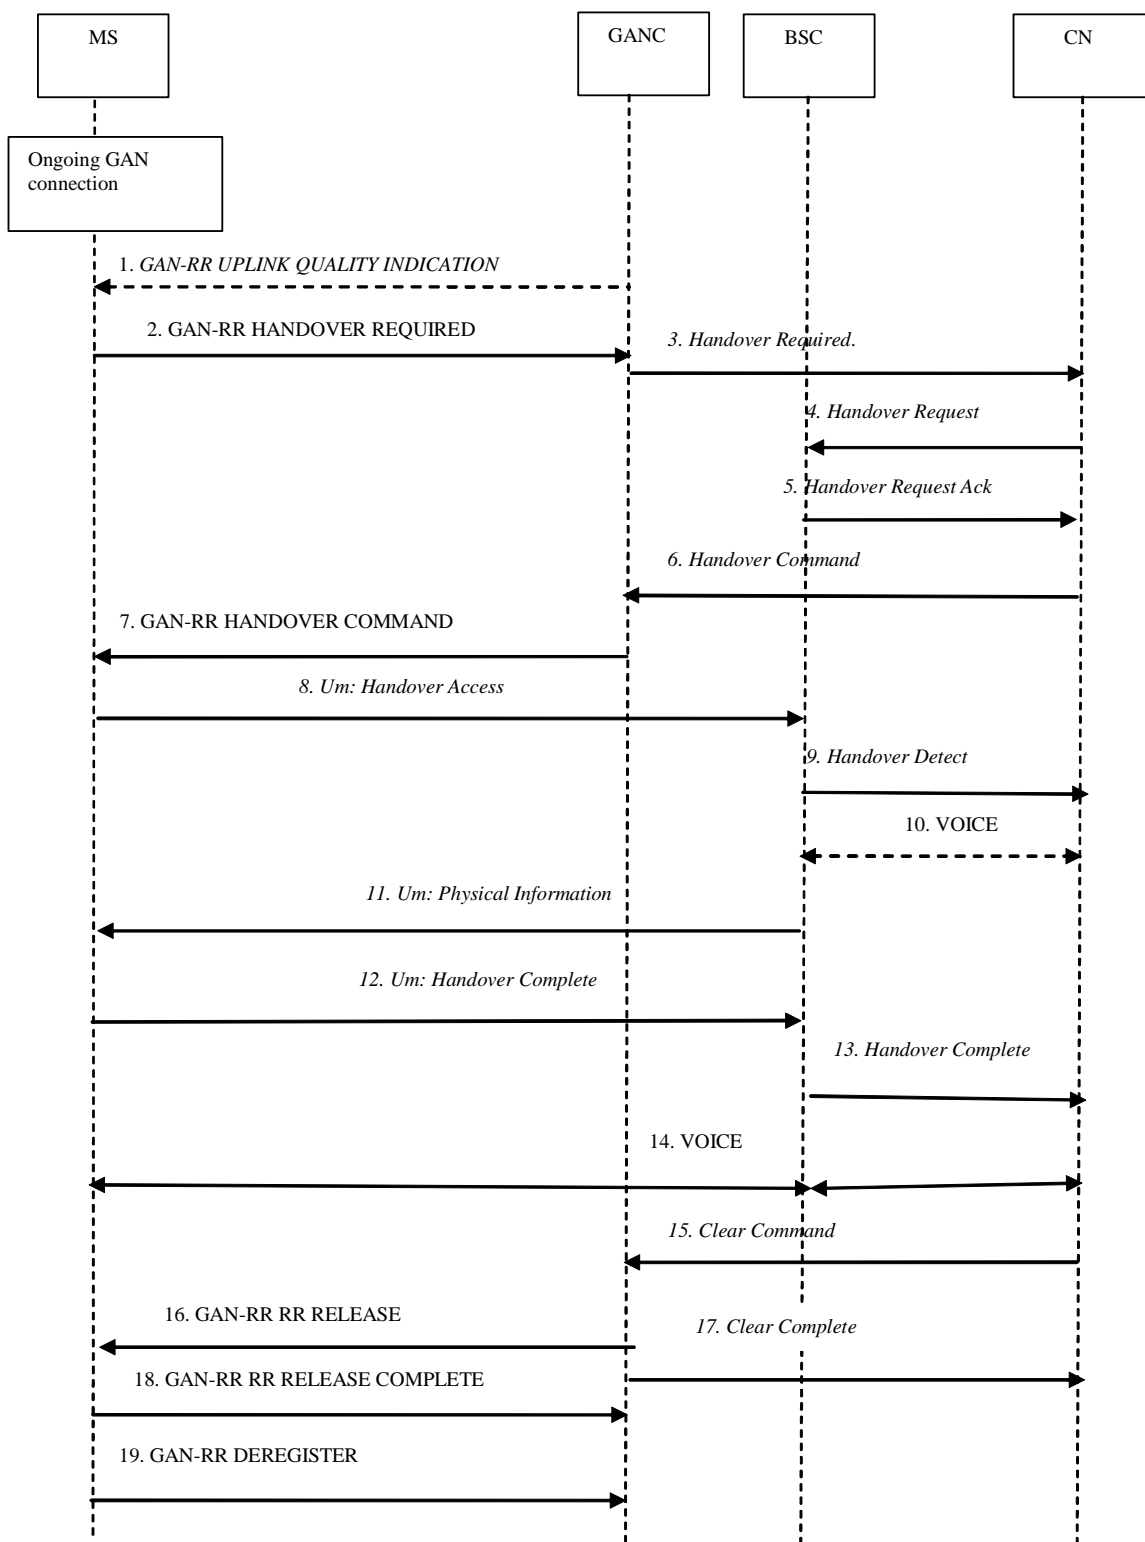 MS
GANC
BSC
CN
Ongoing GAN
connection
1. GAN-RR UPLINK QUALITY INDICATION
2. GAN-RR HANDOVER REQUIRED
3. Handover Required.
4. Handover Request
5. Handover Request Ack
6. Handover Command
7. GAN-RR HANDOVER COMMAND
8. Um: Handover Access
9. Handover Detect
10. VOICE
11. Um: Physical Information
12. Um: Handover Complete
13. Handover Complete
14. VOICE
15. Clear Command
16. GAN-RR RR RELEASE
17. Clear Complete
18. GAN-RR RR RELEASE COMPLETE
19. GAN-RR DEREGISTER